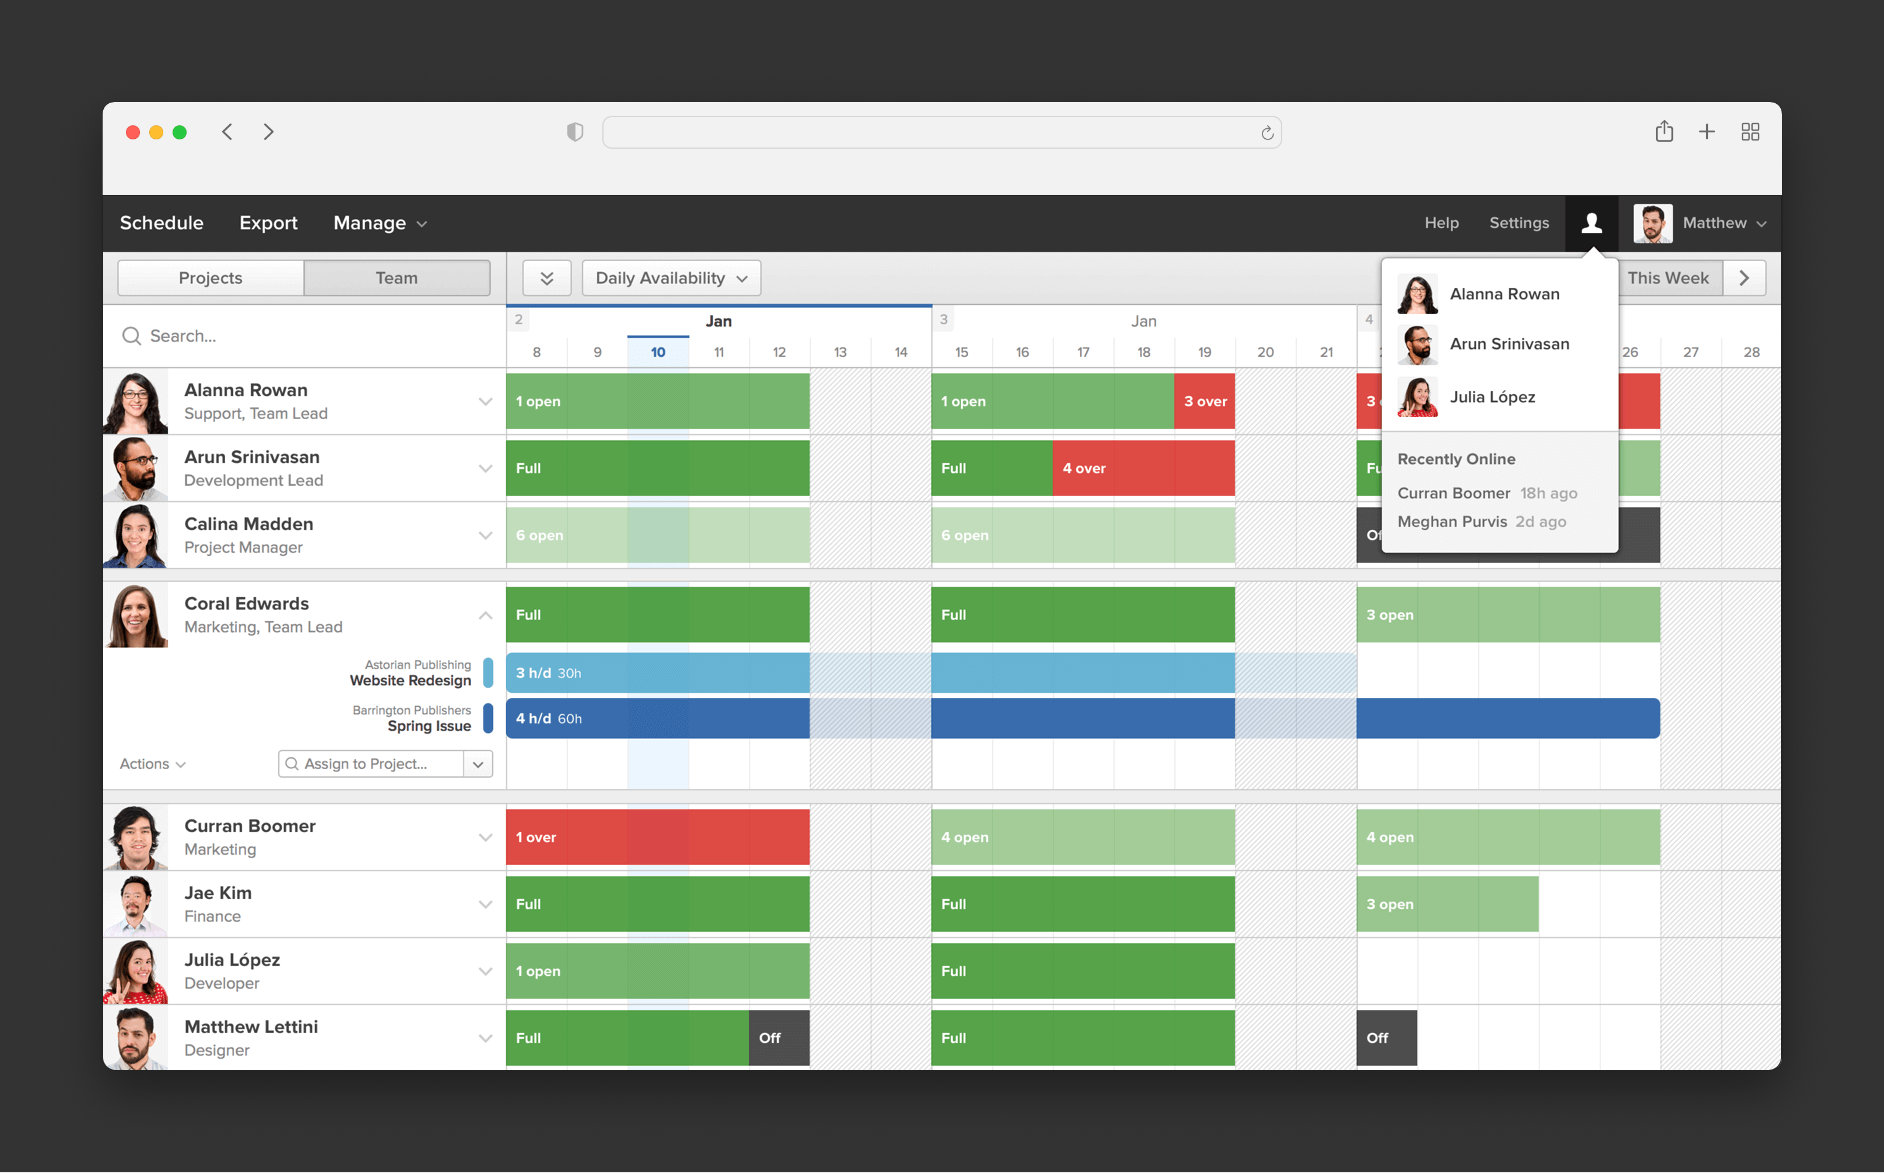 Schedule Export Manage Help Settings Matthew
Projects Team Daily Availability This Week
Search...
2 Jan 3 Jan 4
8 9 10 11 12 13 14 15 16 17 18 19 20 21 26 27 28
Alanna Rowan
Support, Team Lead
1 open 1 open 3 over
Arun Srinivasan
Development Lead
Full Full 4 over
Calina Madden
Project Manager
6 open 6 open
Alanna Rowan
Arun Srinivasan
Julia López
Recently Online
Curran Boomer 18h ago
Meghan Purvis 2d ago
Coral Edwards
Marketing, Team Lead
Full Full 3 open
Astorian Publishing
Website Redesign
3 h/d 30h
Barrington Publishers
Spring Issue
4 h/d 60h
Actions Assign to Project...
Curran Boomer
Marketing
1 over 4 open 4 open
Jae Kim
Finance
Full Full 3 open
Julia López
Developer
1 open Full
Matthew Lettini
Designer
Full Off Full Off